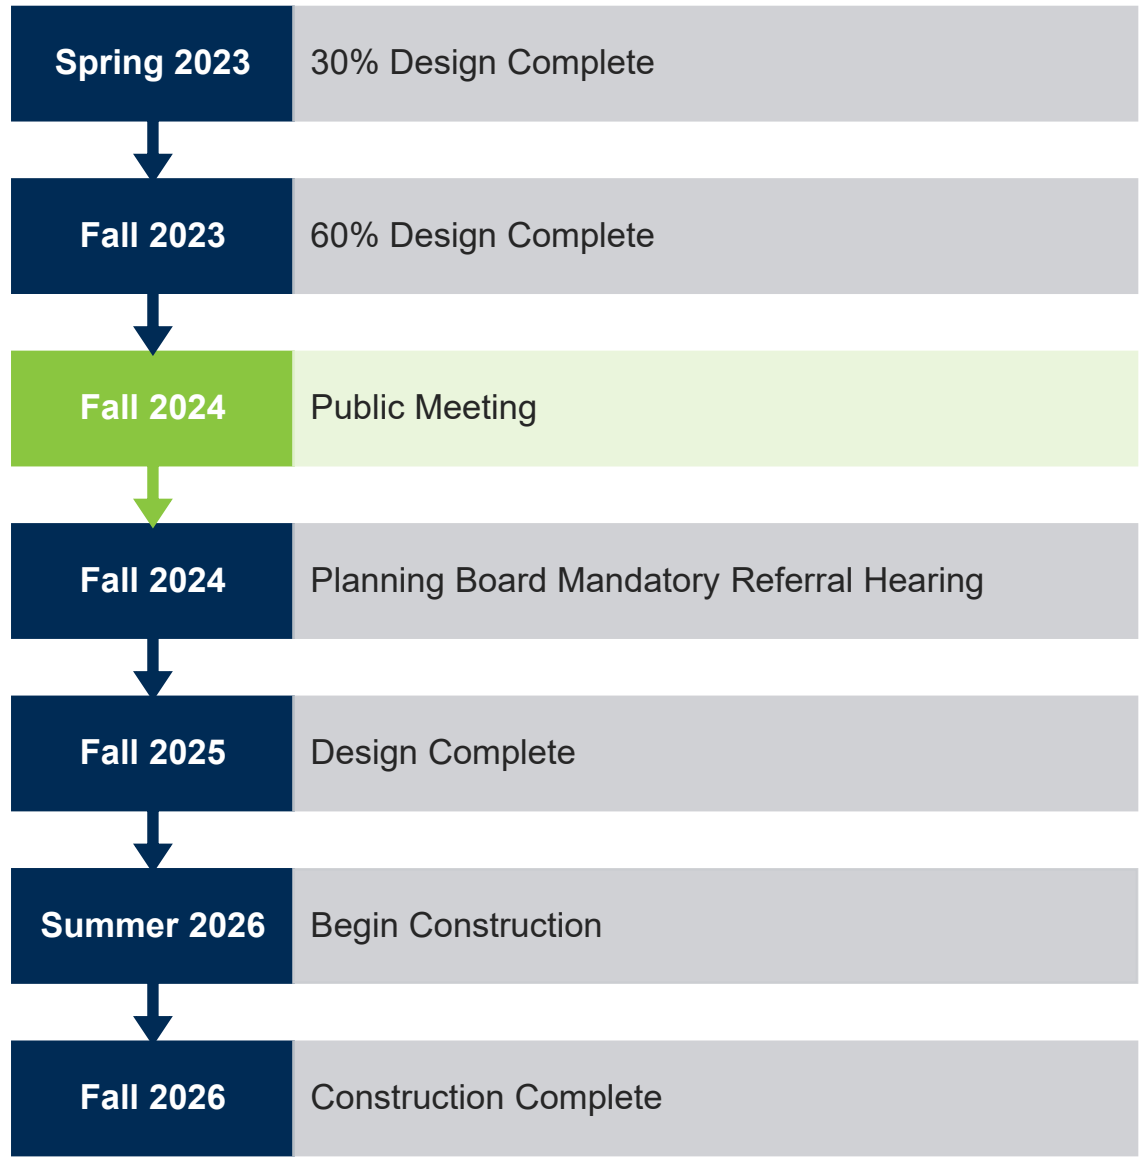 Spring 2023 30% Design Complete
Fall 2023 60% Design Complete
Fall 2024 Public Meeting
Fall 2024 Planning Board Mandatory Referral Hearing
Fall 2025 Design Complete
Summer 2026 Begin Construction
Fall 2026 Construction Complete